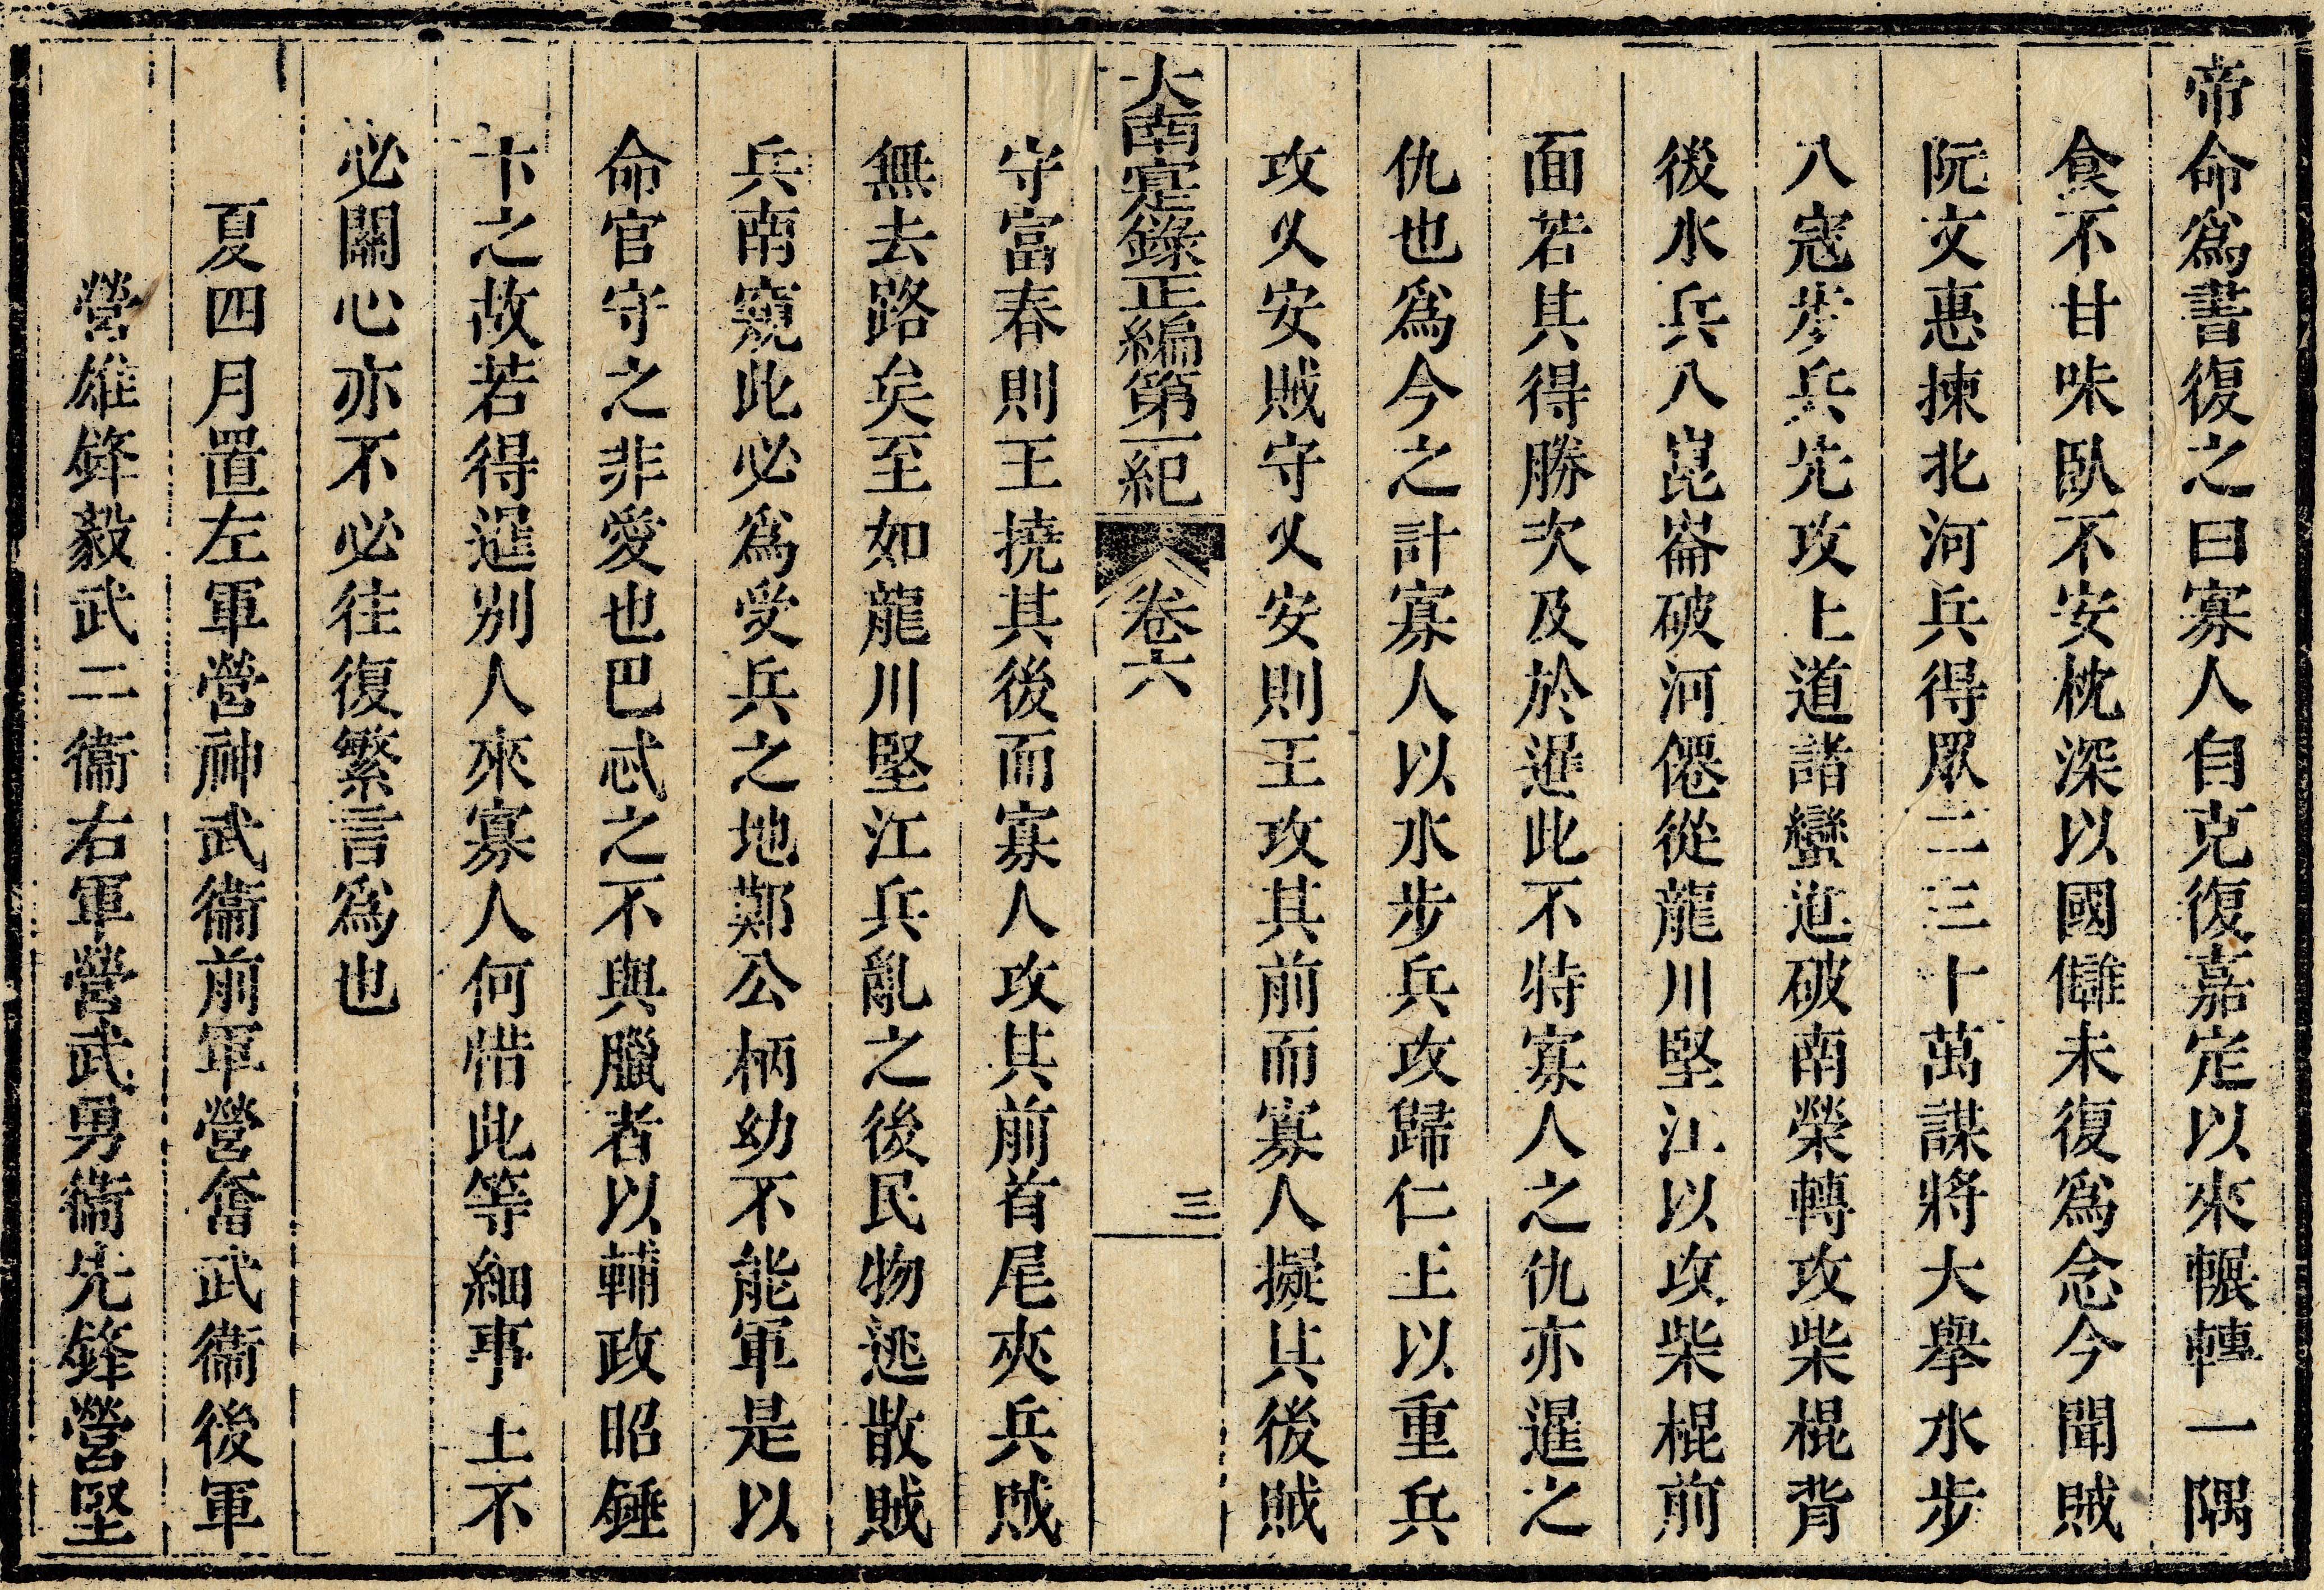 帝命爲書復之曰寡人自克復嘉定以來輾轉一隅
食不甘味臥不安枕深以國讎未復爲念今聞賊
阮文惠揀北河兵得眾二三十萬謀將大舉水步
入寇步兵先攻上道諸蠻進破南榮轉攻柴棍背
後水兵入崑崙破河僊從龍川堅江以攻柴棍前
面若其得勝次及於暹此不特寡人之仇亦暹之
仇也爲今之計寡人以水步兵攻歸仁王以重兵
攻乂安賊守乂安則王攻其前而寡人擬其後賊
大南寔錄正編第一紀 卷六 三
守富春則王撓其後而寡人攻其前首尾夾兵賊
無去路矣至如龍川堅江兵亂之後民物逃散賊
兵南窺此必爲受兵之地鄚公柄幼不能軍是以
命官守之非愛也巴忒之不與臘者以輔政昭錘
卞之故若得暹別人來寡人何惜此等細事王不
必關心亦不必往復繁言爲也
夏四月置左軍營神武衞前軍營奮武衞後軍
營雄鋒毅武二衞右軍營武勇衞先鋒營堅